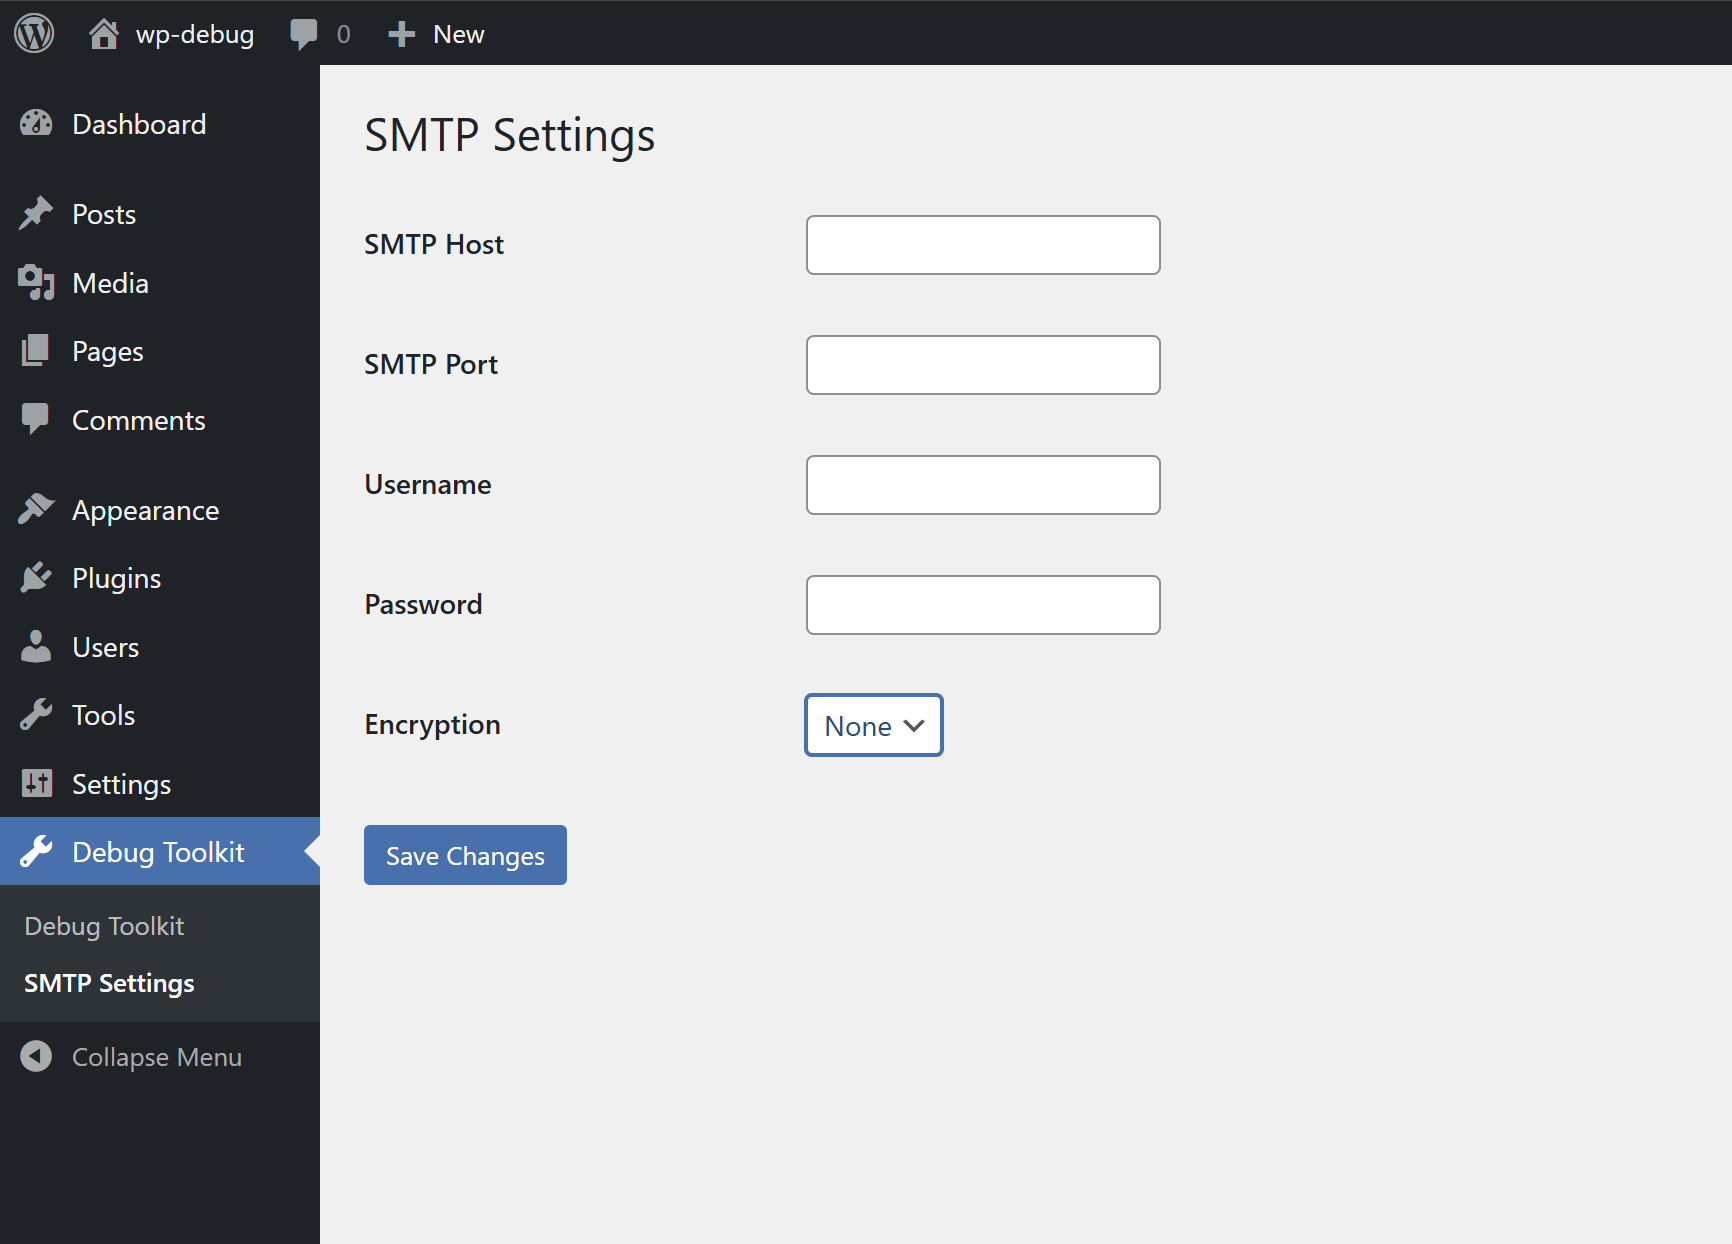 wp-debug 0 New
Dashboard
Posts
Media
Pages
Comments
Appearance
Plugins
Users
Tools
Settings
Debug Toolkit
Debug Toolkit
SMTP Settings
Collapse Menu
SMTP Settings
SMTP Host
SMTP Port
Username
Password
Encryption None
Save Changes